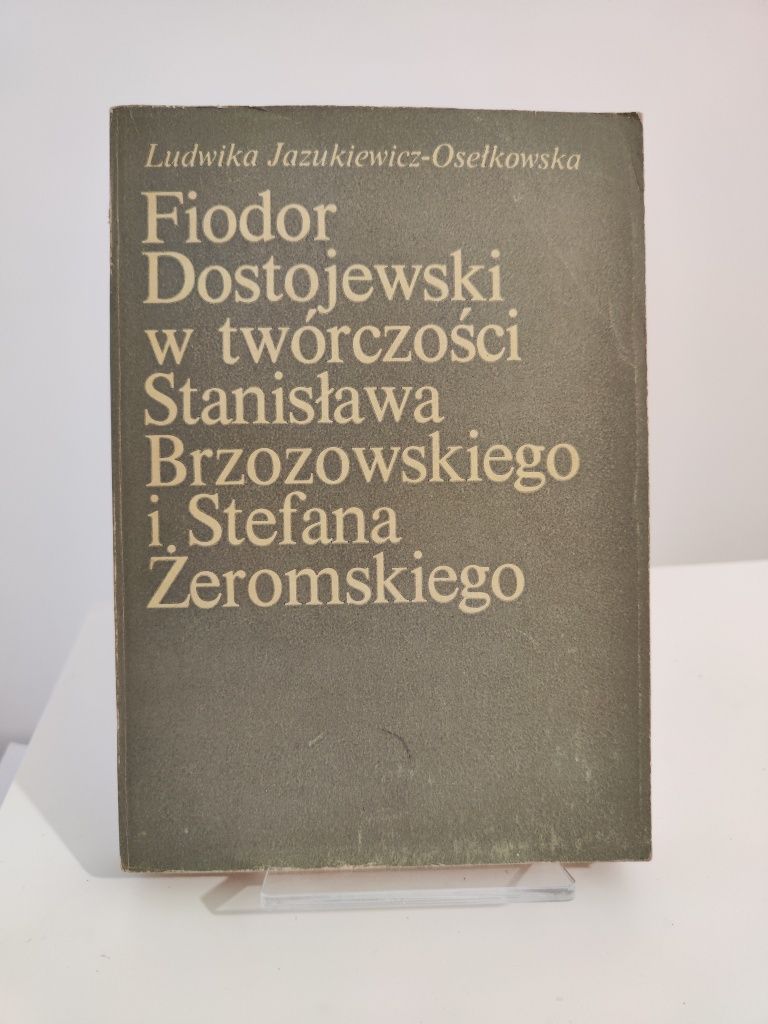 Ludwika Jazukiewicz-Osełkowska
Fiodor
Dostojewski
w twórczości
Stanisława
Brzozowskiego
i Stefana
Żeromskiego